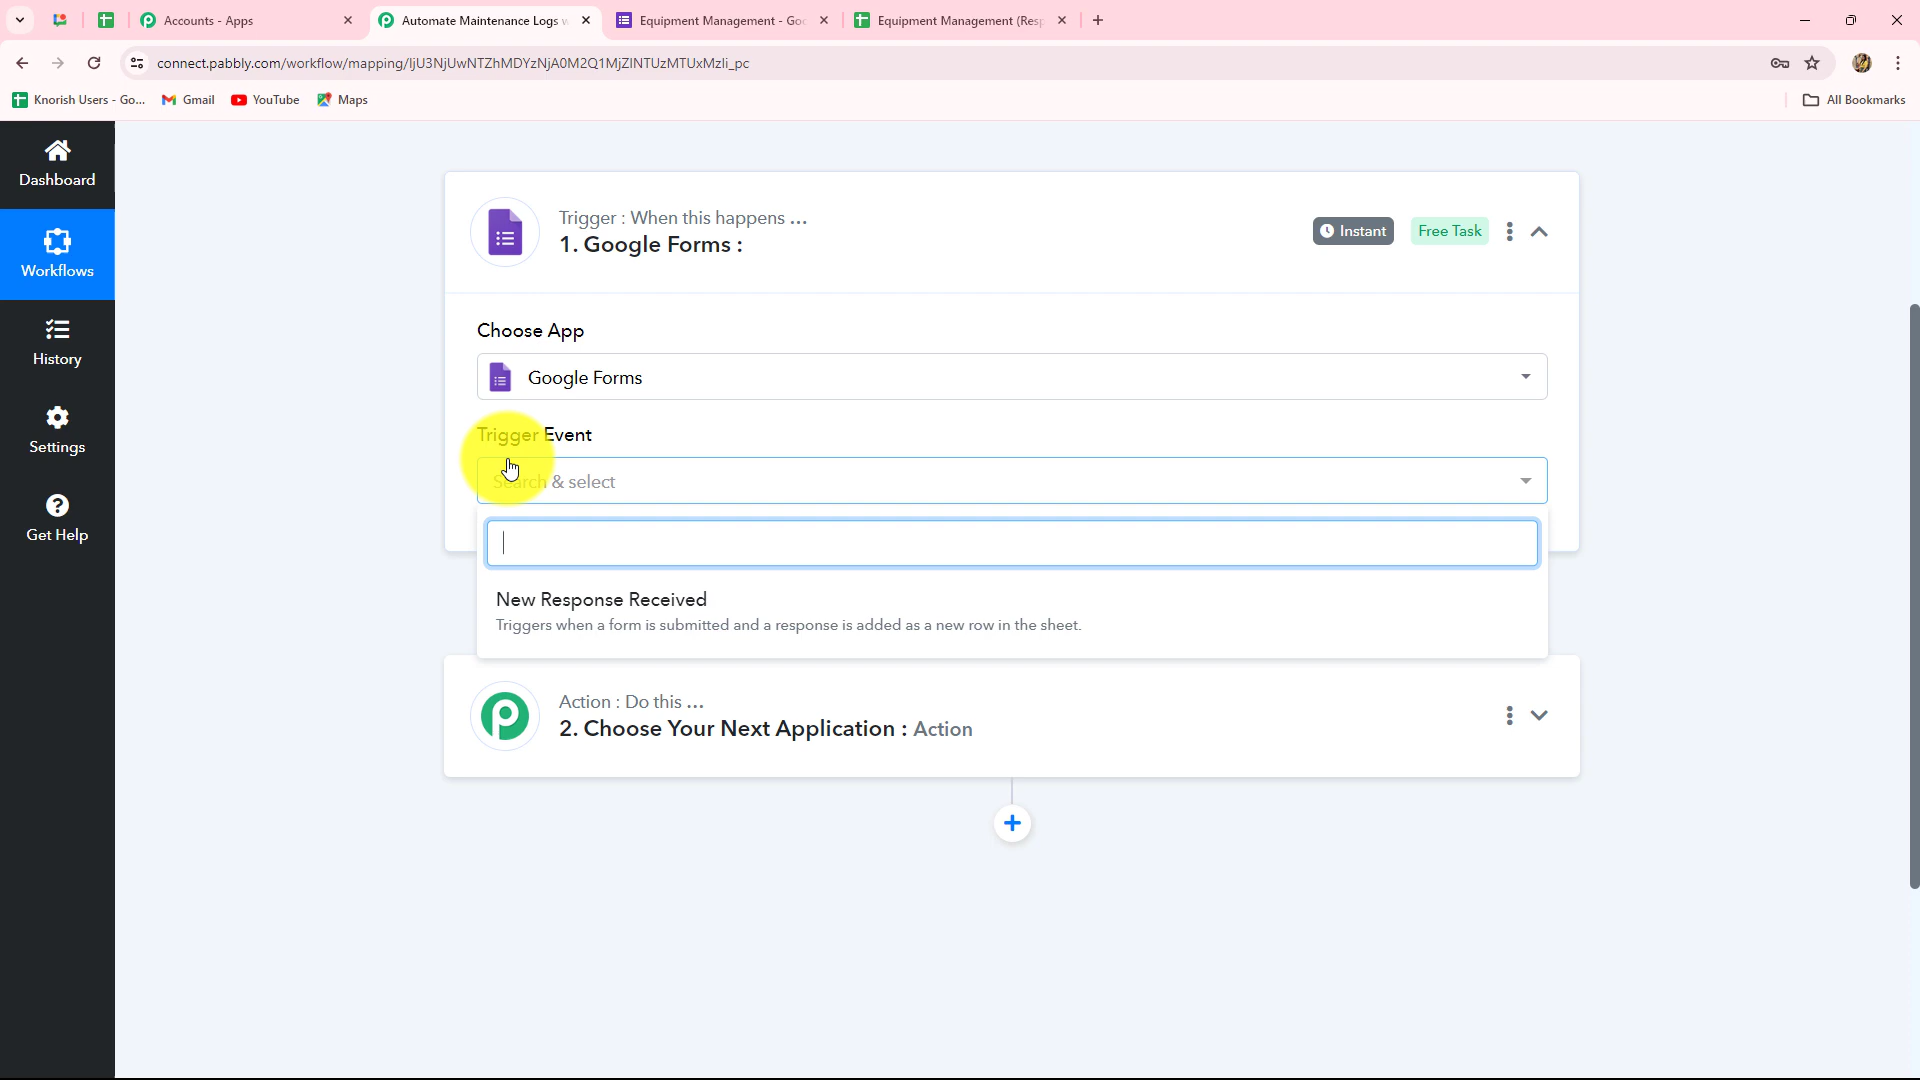 Accounts - Apps
Automate Maintenance Logs w
Equipment Management - Goo
Equipment Management (Resp
connect.pabbly.com/workflow/mapping/IjU3NjUwNTZhMDYzNjA0M2Q1MjZlNTUzMTUxMzIi_pc
Knorish Users - Go...
Gmail
YouTube
Maps
All Bookmarks
Dashboard
Workflows
History
Settings
Get Help
Trigger : When this happens ...
1. Google Forms :
Instant
Free Task
Choose App
Google Forms
Trigger Event
Search & select
New Response Received
Triggers when a form is submitted and a response is added as a new row in the sheet.
Action : Do this ...
2. Choose Your Next Application : Action